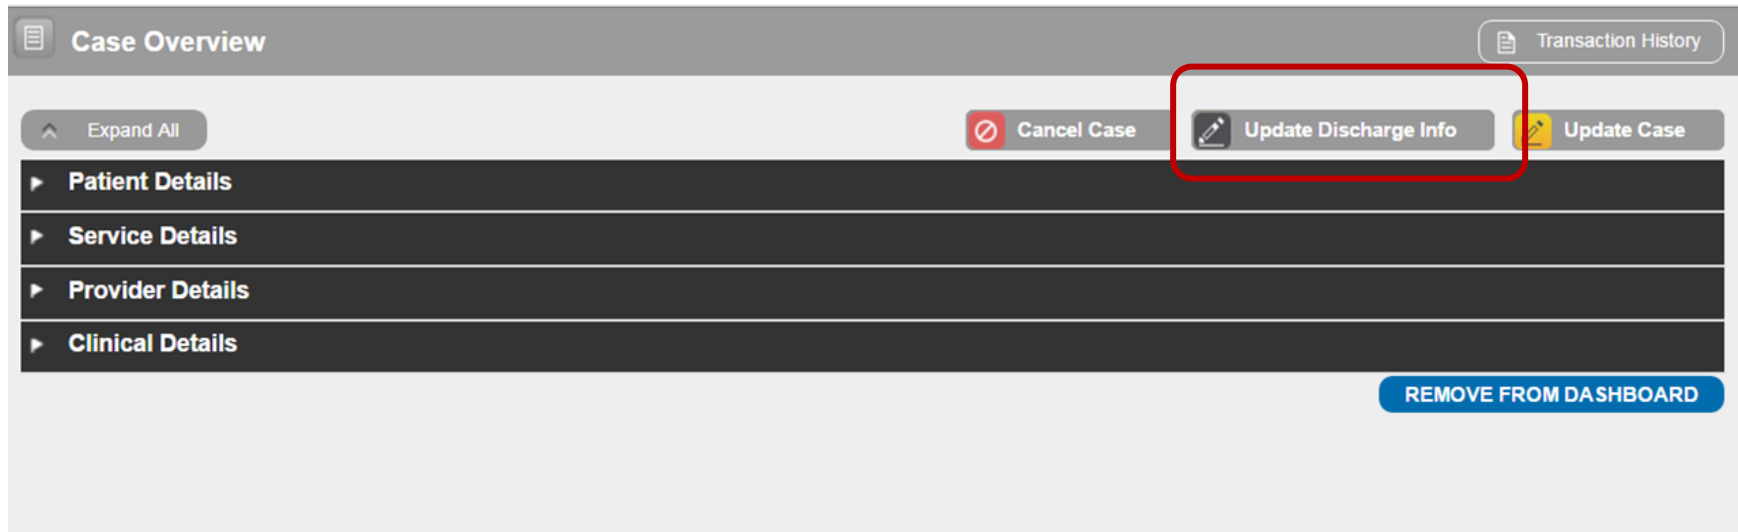 Case Overview
Transaction History
Expand All
Cancel Case
Update Discharge Info
Update Case
Patient Details
Service Details
Provider Details
Clinical Details
REMOVE FROM DASHBOARD